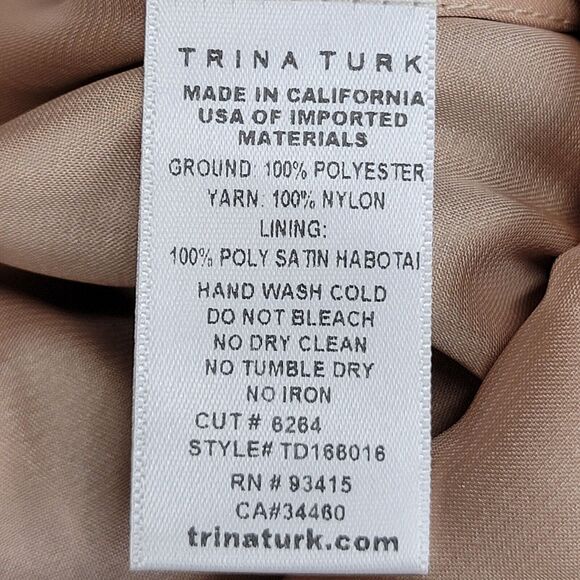 TRINA TURK
MADE IN CALIFORNIA
USA OF IMPORTED
MATERIALS
GROUND: 100% POLYESTER
YARN: 100% NYLON
LINING:
100% POLY SATIN HABOTAI
HAND WASH COLD
DO NOT BLEACH
NO DRY CLEAN
NO TUMBLE DRY
NO IRON
CUT# 6264
STYLE# TD166016
RN # 93415
CA#34460
trinaturk.com